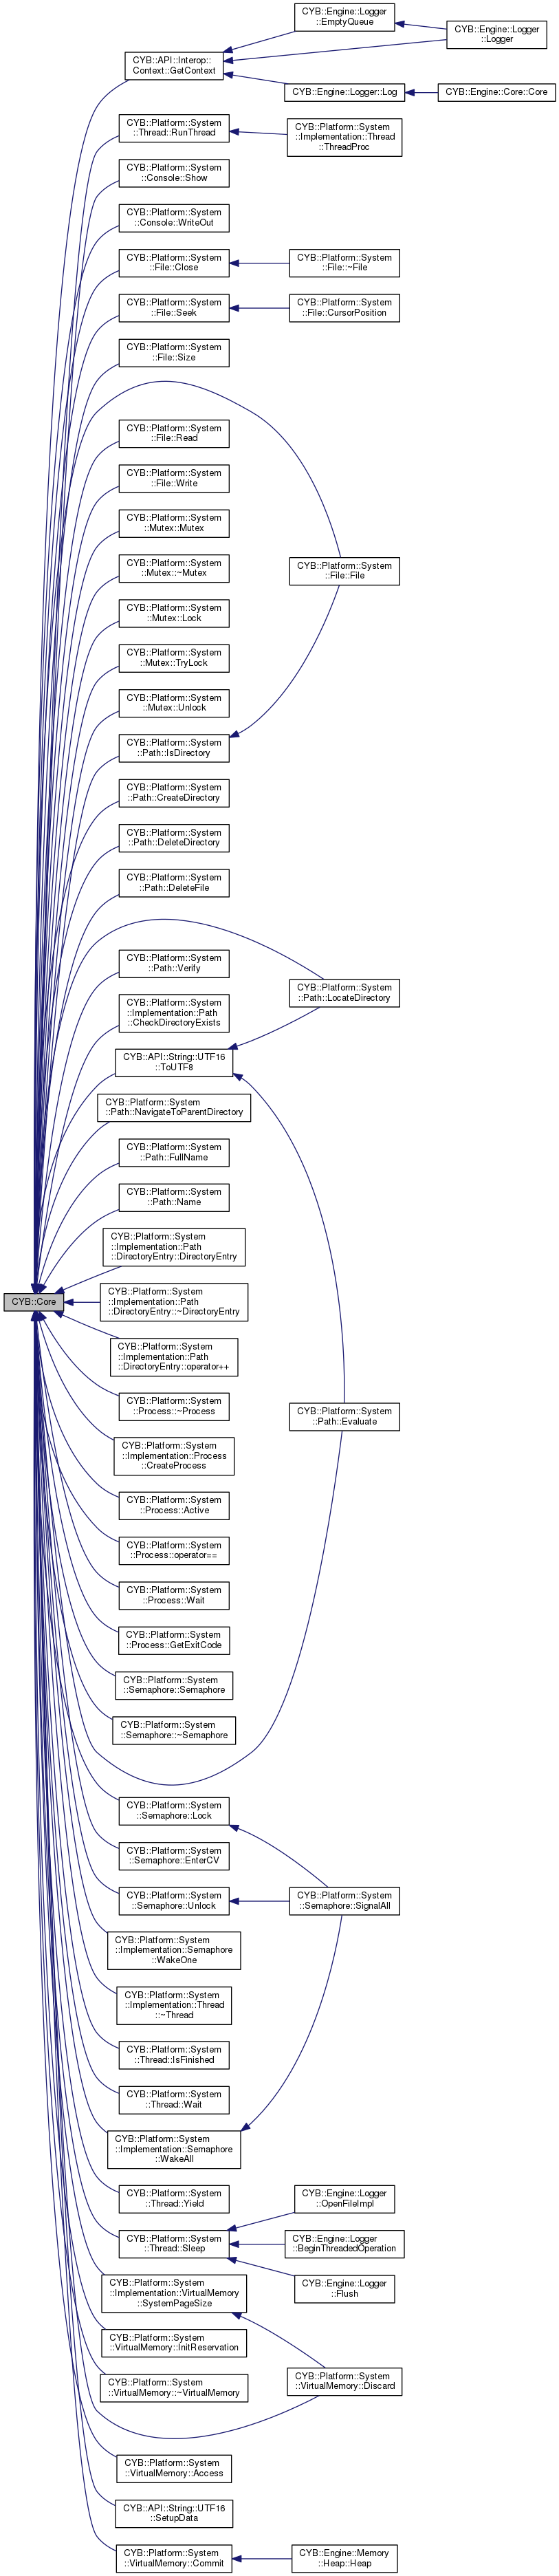 CYB::Engine::Logger
::EmptyQueue
CYB::Engine::Logger
::Logger
CYB::API::Interop::
Context::GetContext
CYB::Engine::Logger::Log
CYB::Engine::Core::Core
CYB::Platform::System
::Thread::RunThread
CYB::Platform::System
::Implementation::Thread
::ThreadProc
CYB::Platform::System
::Console::Show
CYB::Platform::System
::Console::WriteOut
CYB::Platform::System
::File::Close
CYB::Platform::System
::File::~File
CYB::Platform::System
::File::Seek
CYB::Platform::System
::File::CursorPosition
CYB::Platform::System
::File::Size
CYB::Platform::System
::File::Read
CYB::Platform::System
::File::Write
CYB::Platform::System
::Mutex::Mutex
CYB::Platform::System
::Mutex::~Mutex
CYB::Platform::System
::File::File
CYB::Platform::System
::Mutex::Lock
CYB::Platform::System
::Mutex::TryLock
CYB::Platform::System
::Mutex::Unlock
CYB::Platform::System
::Path::IsDirectory
CYB::Platform::System
::Path::CreateDirectory
CYB::Platform::System
::Path::DeleteDirectory
CYB::Platform::System
::Path::DeleteFile
CYB::Platform::System
::Path::Verify
CYB::Platform::System
::Path::LocateDirectory
CYB::Platform::System
::Implementation::Path
::CheckDirectoryExists
CYB::API::String::UTF16
::ToUTF8
CYB::Platform::System
::Path::NavigateToParentDirectory
CYB::Platform::System
::Path::FullName
CYB::Platform::System
::Path::Name
CYB::Platform::System
::Implementation::Path
::DirectoryEntry::DirectoryEntry
CYB::Core
CYB::Platform::System
::Implementation::Path
::DirectoryEntry::~DirectoryEntry
CYB::Platform::System
::Implementation::Path
::DirectoryEntry::operator++
CYB::Platform::System
::Process::~Process
CYB::Platform::System
::Path::Evaluate
CYB::Platform::System
::Implementation::Process
::CreateProcess
CYB::Platform::System
::Process::Active
CYB::Platform::System
::Process::operator==
CYB::Platform::System
::Process::Wait
CYB::Platform::System
::Process::GetExitCode
CYB::Platform::System
::Semaphore::Semaphore
CYB::Platform::System
::Semaphore::~Semaphore
CYB::Platform::System
::Semaphore::Lock
CYB::Platform::System
::Semaphore::EnterCV
CYB::Platform::System
::Semaphore::Unlock
CYB::Platform::System
::Semaphore::SignalAll
CYB::Platform::System
::Implementation::Semaphore
::WakeOne
CYB::Platform::System
::Implementation::Thread
::~Thread
CYB::Platform::System
::Thread::IsFinished
CYB::Platform::System
::Thread::Wait
CYB::Platform::System
::Implementation::Semaphore
::WakeAll
CYB::Platform::System
::Thread::Yield
CYB::Engine::Logger
::OpenFileImpl
CYB::Platform::System
::Thread::Sleep
CYB::Engine::Logger
::BeginThreadedOperation
CYB::Engine::Logger
::Flush
CYB::Platform::System
::Implementation::VirtualMemory
::SystemPageSize
CYB::Platform::System
::VirtualMemory::InitReservation
CYB::Platform::System
::VirtualMemory::~VirtualMemory
CYB::Platform::System
::VirtualMemory::Discard
CYB::Platform::System
::VirtualMemory::Access
CYB::API::String::UTF16
::SetupData
CYB::Platform::System
::VirtualMemory::Commit
CYB::Engine::Memory
::Heap::Heap